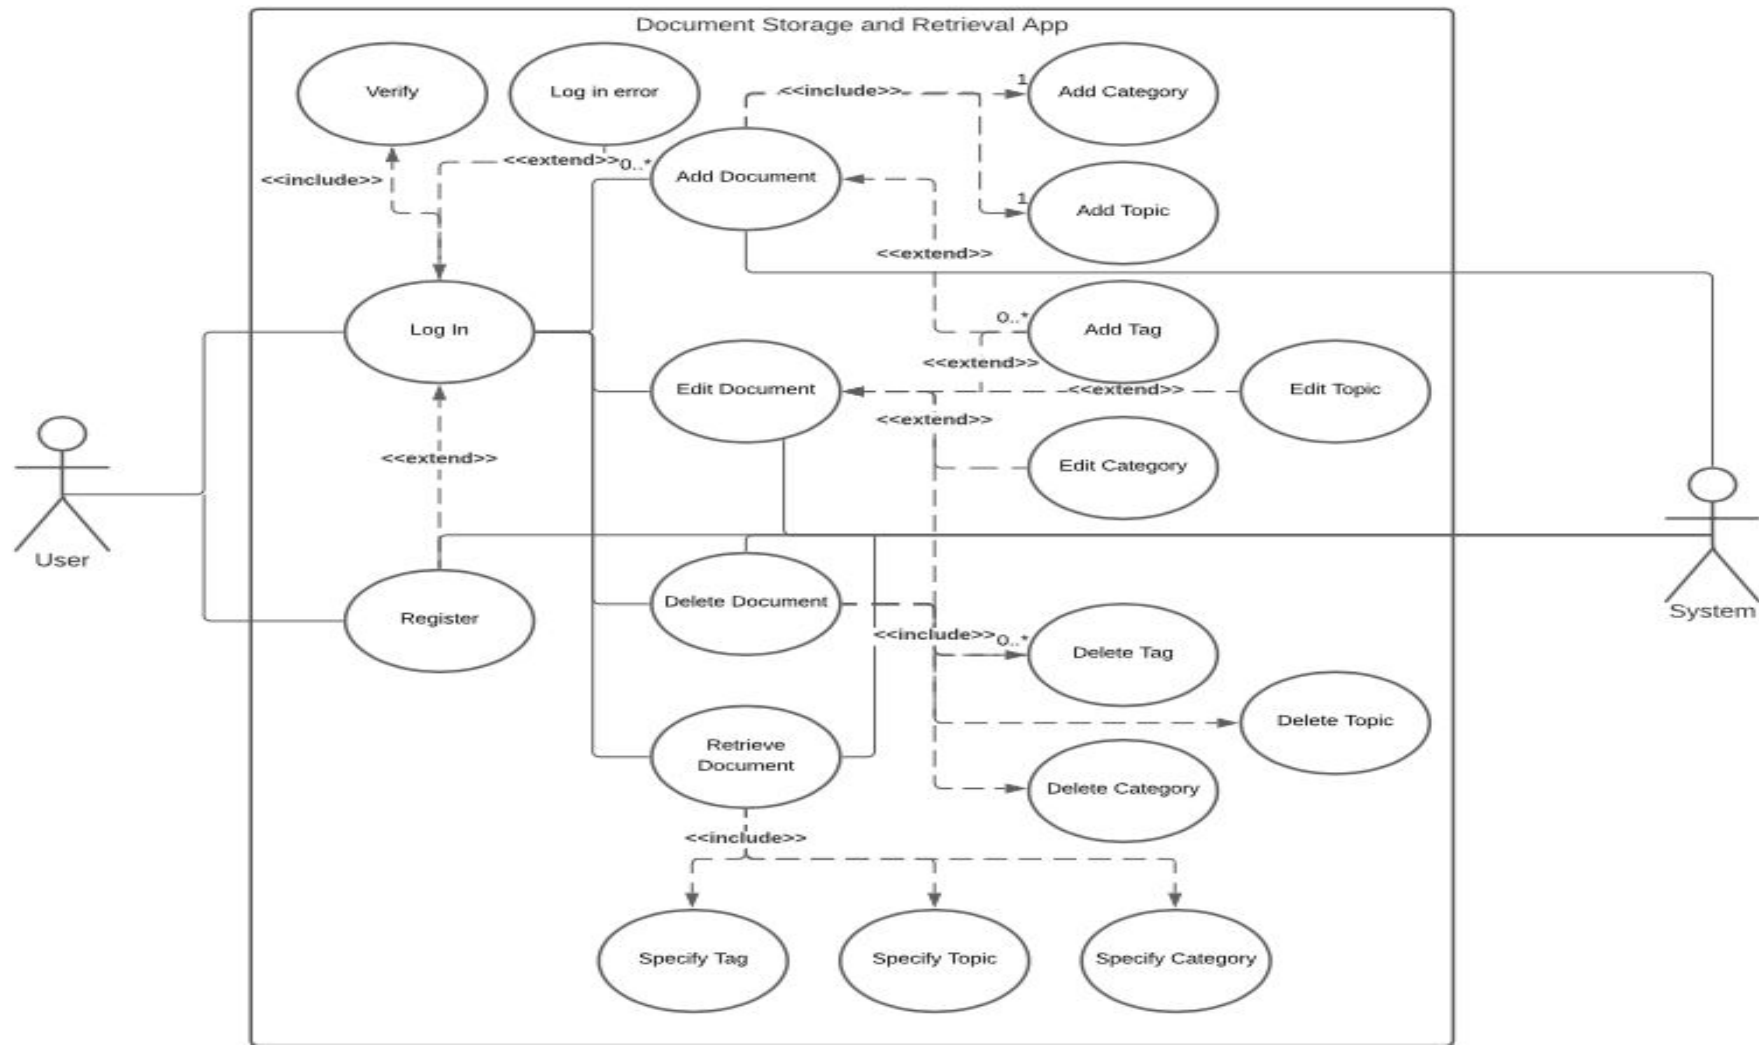 Document Storage and Retrieval App
Verify
Log in error
<<include>>
1
Add Category
<<extend>>
0..*
Add Document
<<include>>
1
Add Topic
<<extend>>
Log In
0..*
Add Tag
<<extend>>
Edit Document
<<extend>>
Edit Topic
<<extend>>
<<extend>>
Edit Category
User
Register
Delete Document
System
<<include>>
0..*
Delete Tag
Delete Topic
Retrieve
Document
Delete Category
<<include>>
Specify Tag
Specify Topic
Specify Category